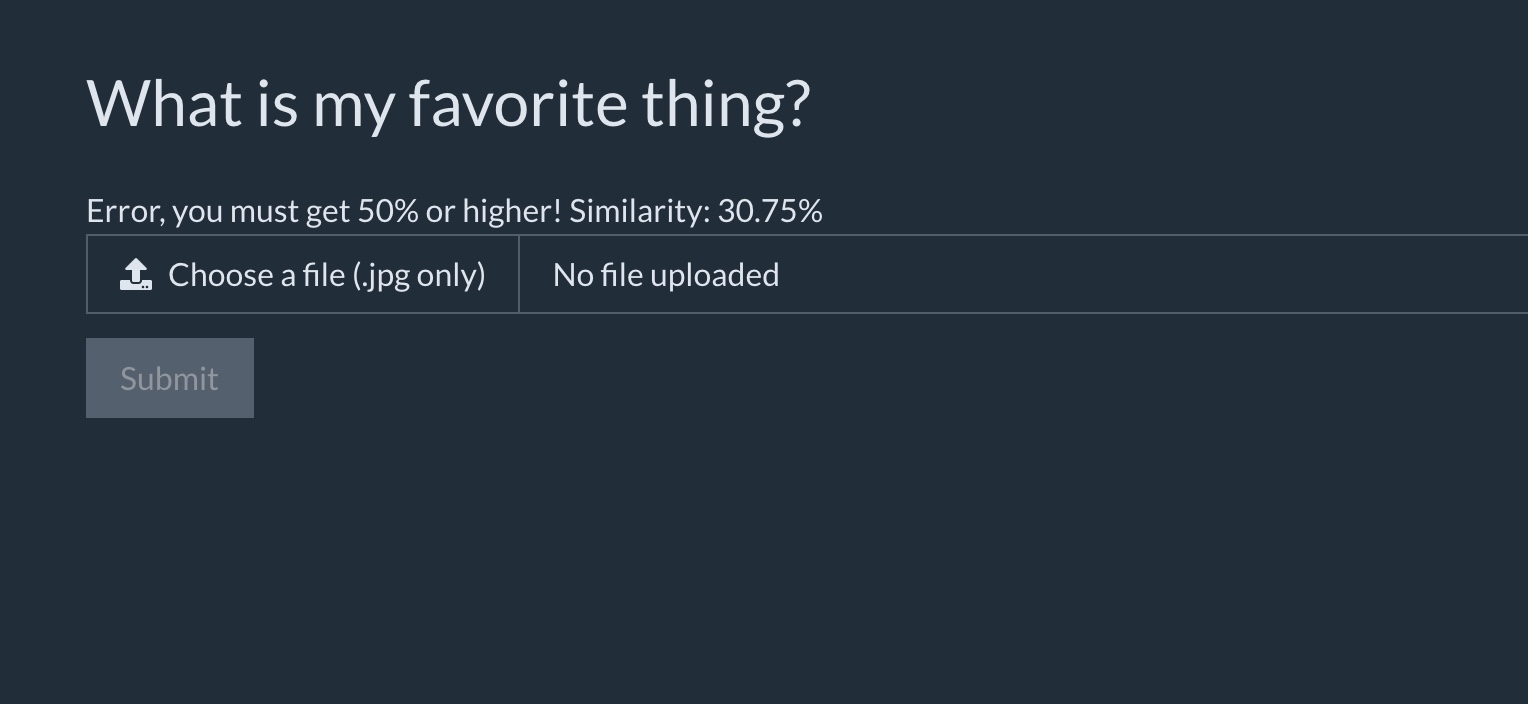 What is my favorite thing?
Error, you must get 50% or higher! Similarity: 30.75%
Choose a file (.jpg only) No file uploaded
Submit